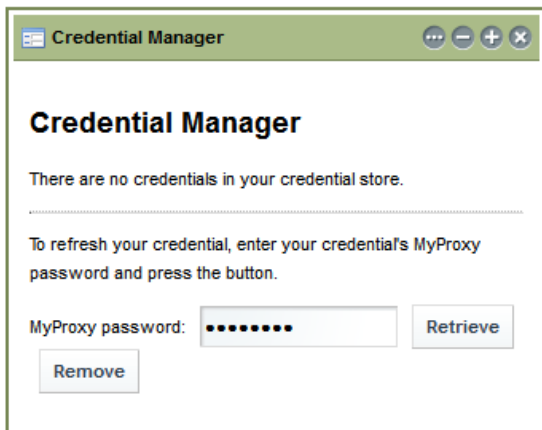 Credential Manager
Credential Manager
There are no credentials in your credential store.
To refresh your credential, enter your credential's MyProxy
password and press the button.
MyProxy password: •••••••• Retrieve
Remove